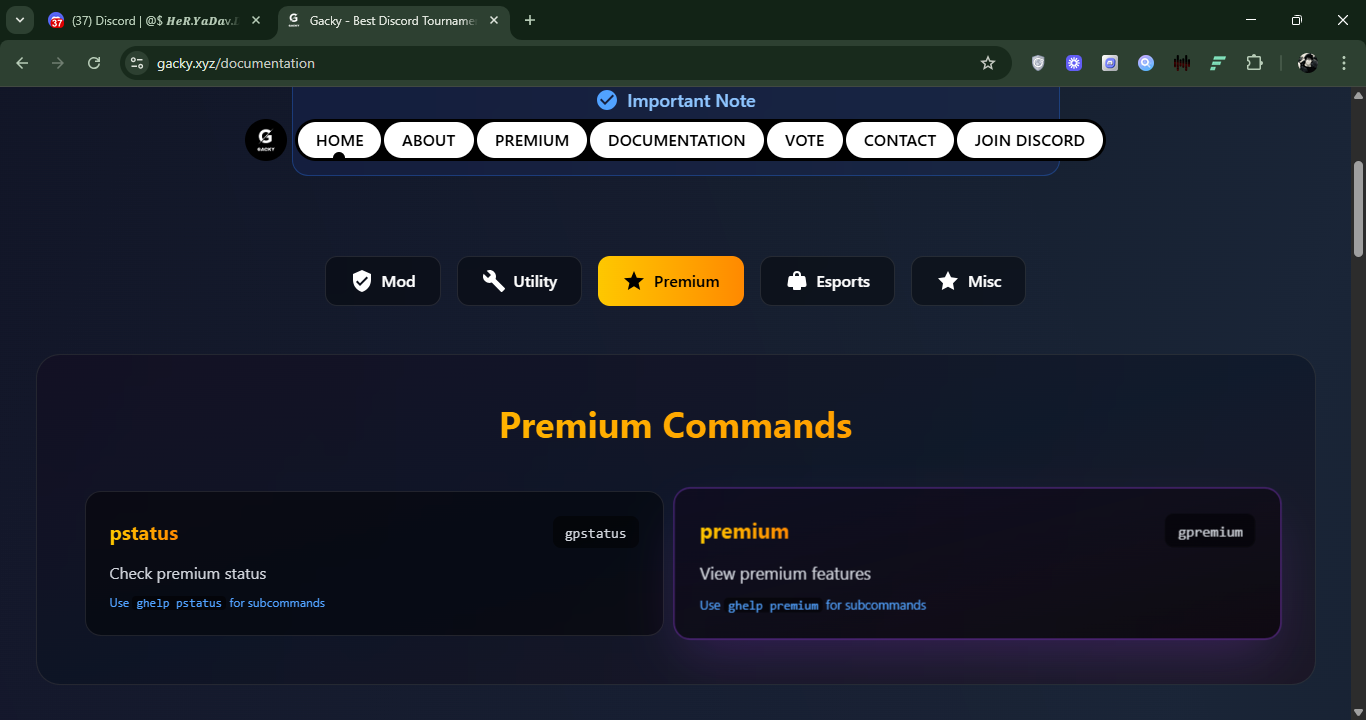 (37) Discord | @$ HeR.YaDav.
Gacky - Best Discord Tourname
gacky.xyz/documentation
Important Note
G
GACKY
HOME
ABOUT
PREMIUM
DOCUMENTATION
VOTE
CONTACT
JOIN DISCORD
Mod
Utility
Premium
Esports
Misc
Premium Commands
pstatus
gpstatus
Check premium status
Use ghelp pstatus for subcommands
premium
gpremium
View premium features
Use ghelp premium for subcommands